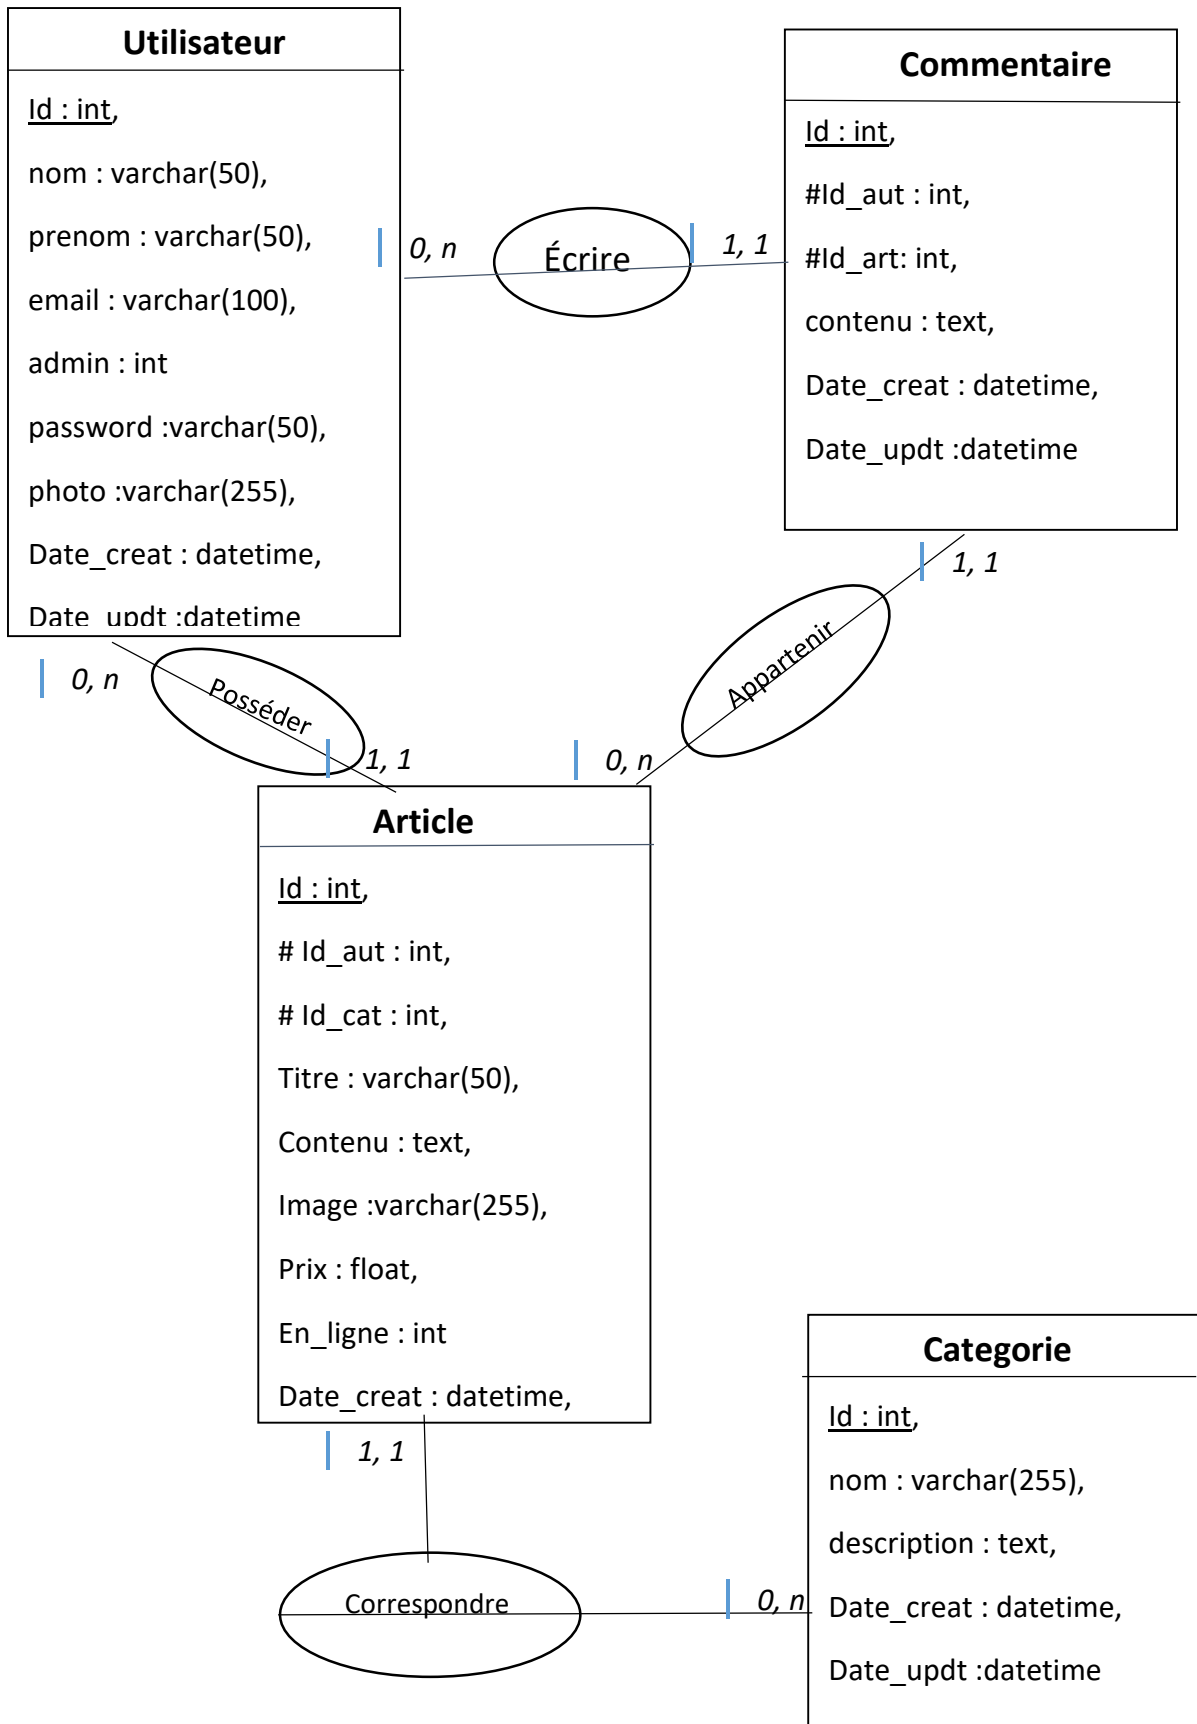 Utilisateur
Id : int,
nom : varchar(50),
prenom : varchar(50),
email : varchar(100),
admin : int
password :varchar(50),
photo :varchar(255),
Date_creat : datetime,
Date_updt :datetime
0, n
Écrire
1, 1
Commentaire
Id : int,
#Id_aut : int,
#Id_art: int,
contenu : text,
Date_creat : datetime,
Date_updt :datetime
0, n
Posséder
1, 1
1, 1
Appartenir
0, n
Article
Id : int,
# Id_aut : int,
# Id_cat : int,
Titre : varchar(50),
Contenu : text,
Image :varchar(255),
Prix : float,
En_ligne : int
Date_creat : datetime,
1, 1
Correspondre
0, n
Categorie
Id : int,
nom : varchar(255),
description : text,
Date_creat : datetime,
Date_updt :datetime